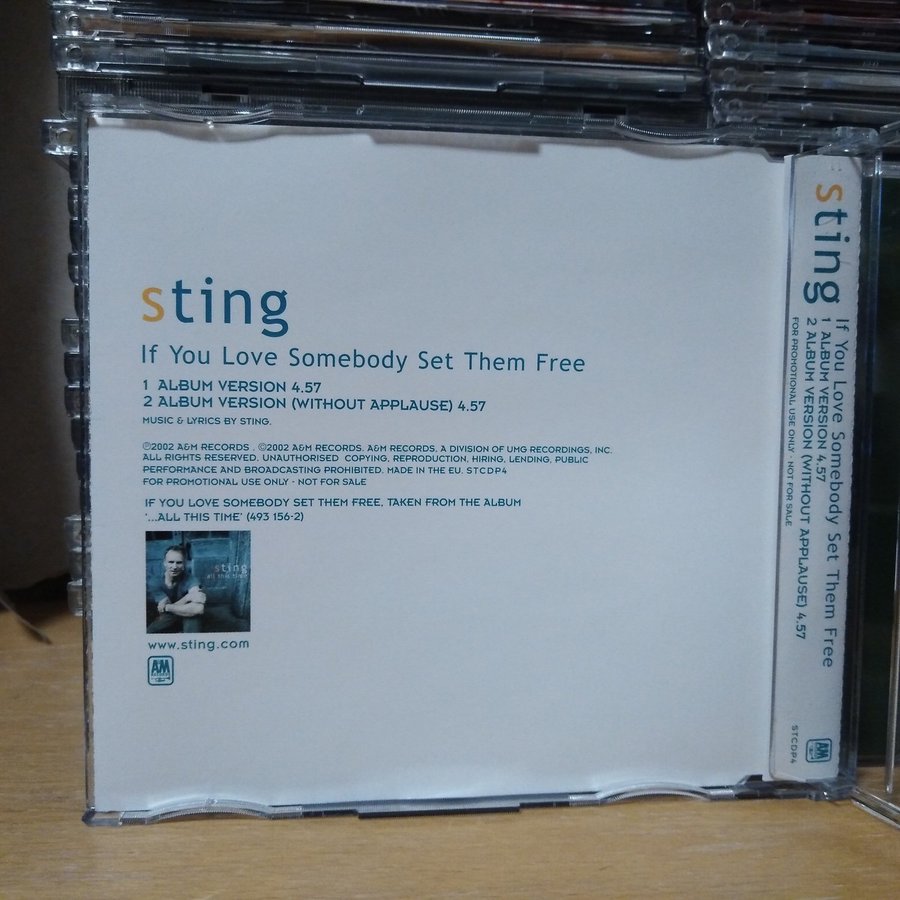 sting
If You Love Somebody Set Them Free
1 ALBUM VERSION 4.57
2 ALBUM VERSION (WITHOUT APPLAUSE) 4.57
MUSIC & LYRICS BY STING.
℗2002 A&M RECORDS . ©2002 A&M RECORDS. A&M RECORDS, A DIVISION OF UMG RECORDINGS, INC.
ALL RIGHTS RESERVED. UNAUTHORISED COPYING, REPRODUCTION, HIRING, LENDING, PUBLIC
PERFORMANCE AND BROADCASTING PROHIBITED. MADE IN THE EU. STCDP4
FOR PROMOTIONAL USE ONLY - NOT FOR SALE
IF YOU LOVE SOMEBODY SET THEM FREE, TAKEN FROM THE ALBUM
'...ALL THIS TIME' (493 156-2)
sting
all this time
www.sting.com
AM
sting
If You Love Somebody Set Them Free
1 ALBUM VERSION 4.57
2 ALBUM VERSION (WITHOUT APPLAUSE) 4.57
FOR PROMOTIONAL USE ONLY - NOT FOR SALE
STCDP4
AM